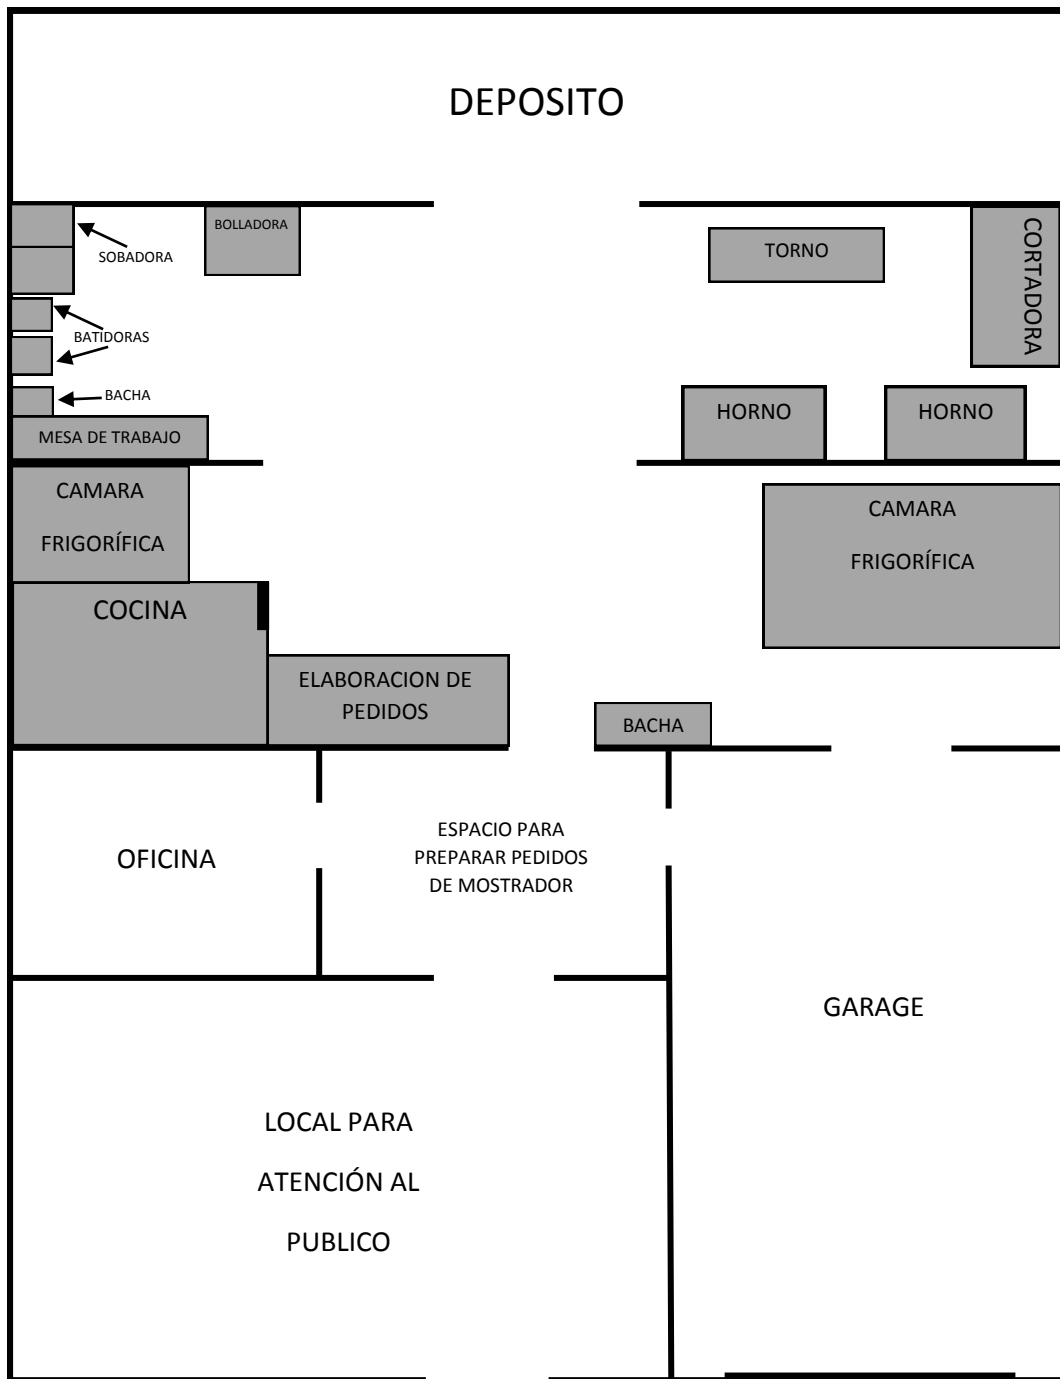 DEPOSITO
BOLLADORA
SOBADORA
TORNO
CORTADORA
BATIDORAS
BACHA
MESA DE TRABAJO
HORNO
HORNO
CAMARA
FRIGORÍFICA
CAMARA
FRIGORÍFICA
COCINA
ELABORACION DE
PEDIDOS
BACHA
OFICINA
ESPACIO PARA
PREPARAR PEDIDOS
DE MOSTRADOR
GARAGE
LOCAL PARA
ATENCIÓN AL
PUBLICO